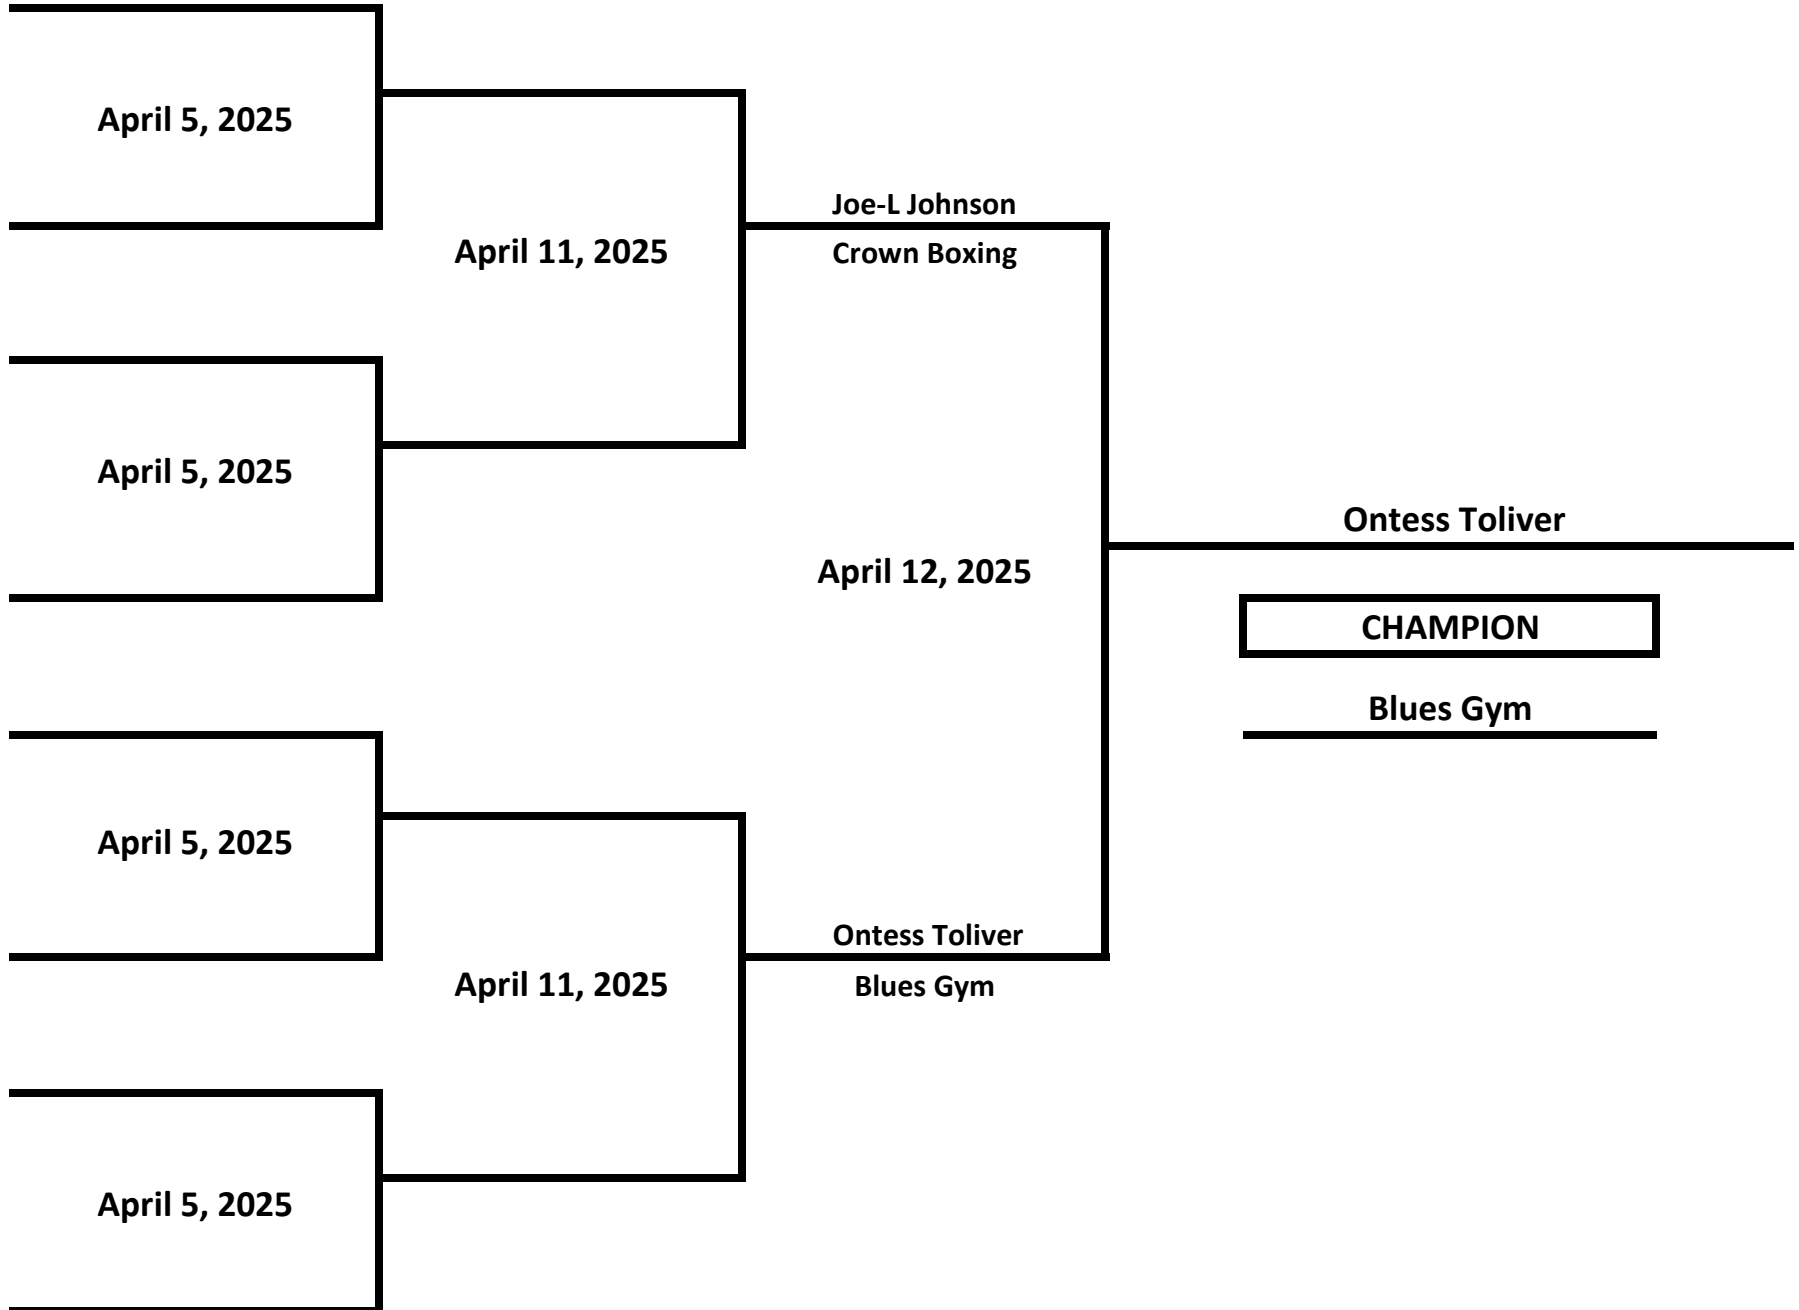 April 5, 2025
Joe-L Johnson
April 11, 2025
Crown Boxing
April 5, 2025
Ontess Toliver
April 12, 2025
CHAMPION
Blues Gym
April 5, 2025
Ontess Toliver
April 11, 2025
Blues Gym
April 5, 2025